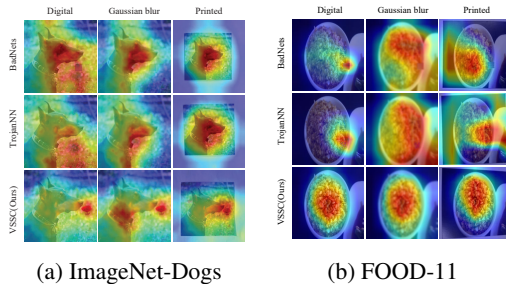 Digital Gaussian blur Printed
BadNets
TrojanNN
VSSC(Ours)
(a) ImageNet-Dogs
Digital Gaussian blur Printed
BadNets
TrojanNN
VSSC(Ours)
(b) FOOD-11